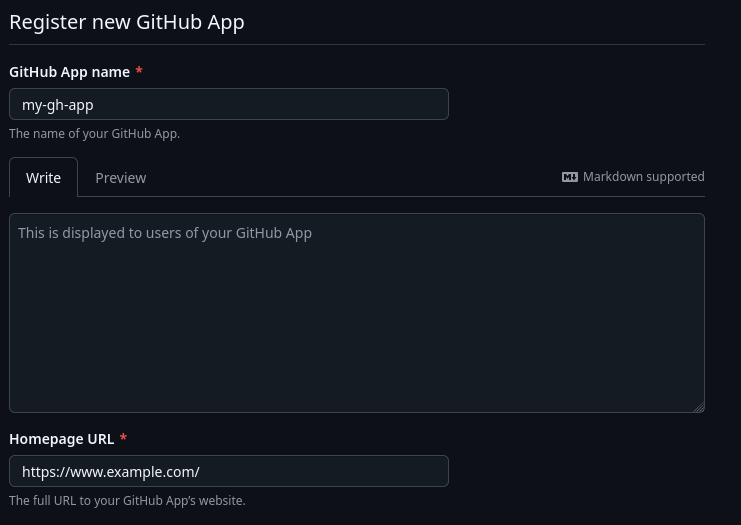 Register new GitHub App
GitHub App name *
my-gh-app
The name of your GitHub App.
Write Preview Markdown supported
This is displayed to users of your GitHub App
Homepage URL *
https://www.example.com/
The full URL to your GitHub App’s website.